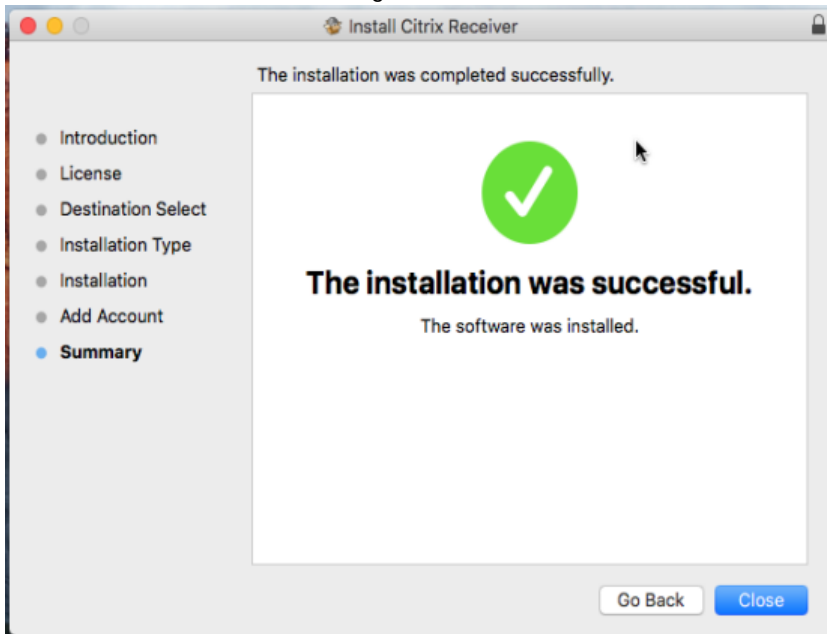 Install Citrix Receiver
The installation was completed successfully.
Introduction
License
Destination Select
Installation Type
Installation
Add Account
Summary
The installation was successful.
The software was installed.
Go Back
Close